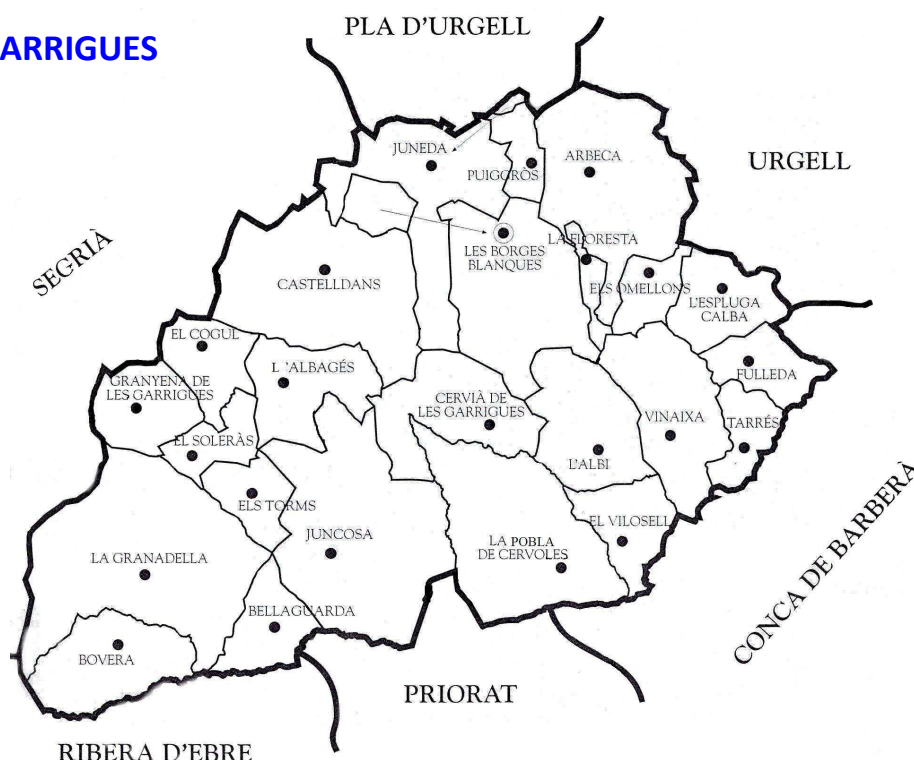 ARRIGUES
PLA D'URGELL
URGELL
SEGRIÀ
JUNEDA
PUIGGRÒS
ARBECA
LES BORGES
BLANQUES
LA FLORESTA
ELS OMELLONS
L'ESPLUGA
CALBA
CASTELLDANS
EL COGUL
L'ALBAGÉS
GRANYENA DE
LES GARRIGUES
CERVIÀ DE
LES GARRIGUES
VINAIXA
FULLEDA
TARRÉS
EL SOLERÀS
L'ALBI
ELS TORMS
JUNCOSA
LA POBLA
DE CERVOLES
EL VILOSELL
LA GRANADELLA
BELLAGUARDA
BOVERA
CONCA DE BARBERÀ
PRIORAT
RIBERA D'EBRE